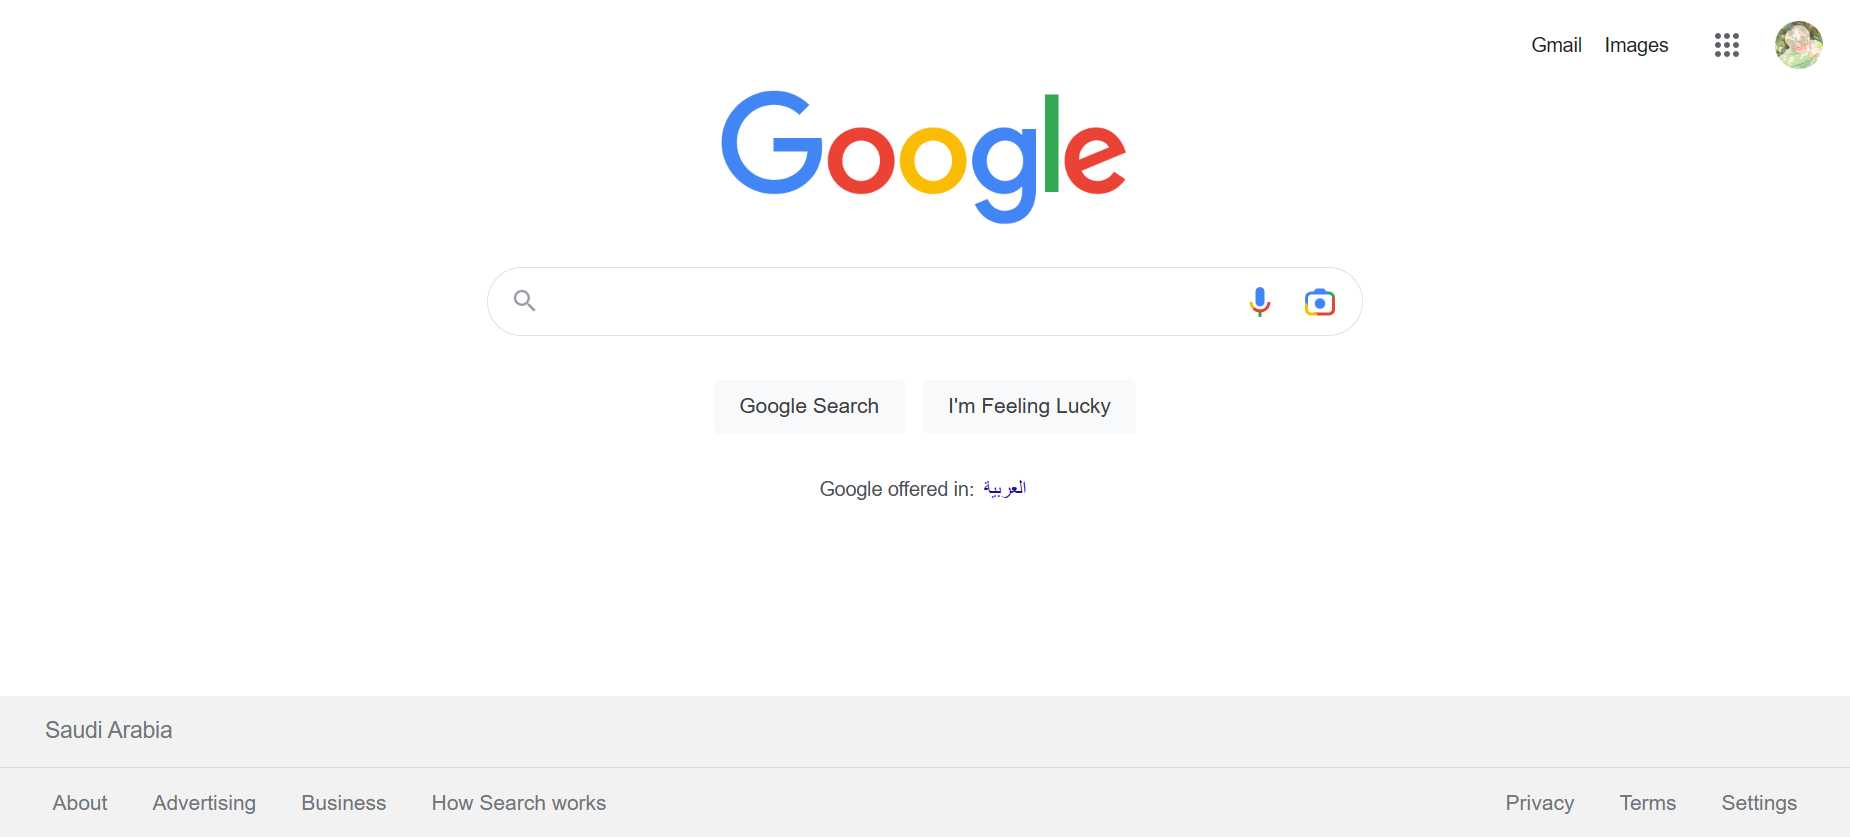 Gmail Images
Google
Google Search I'm Feeling Lucky
Google offered in: العربية
Saudi Arabia
About Advertising Business How Search works Privacy Terms Settings